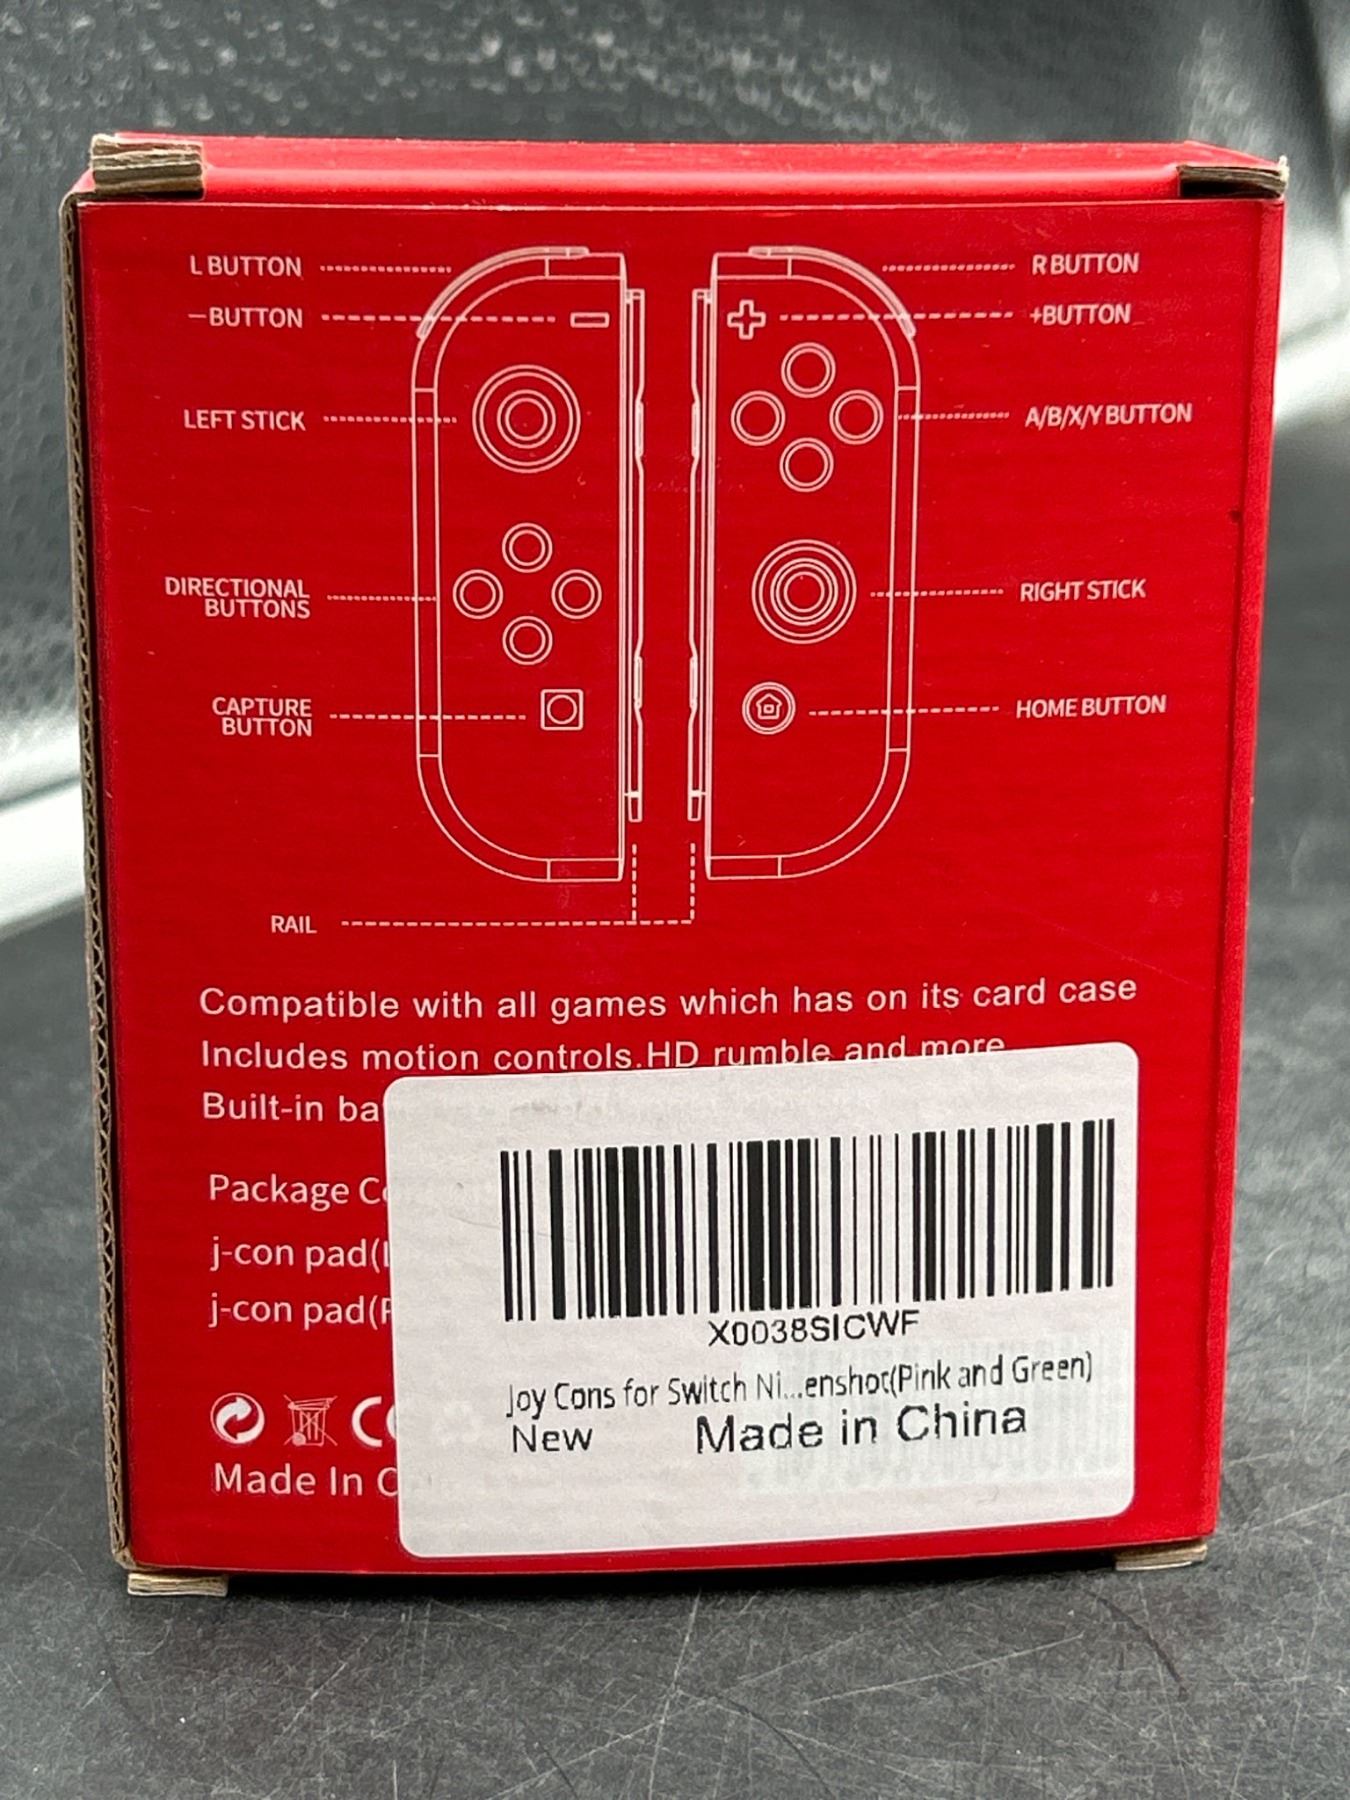 L BUTTON
R BUTTON
—BUTTON
+BUTTON
LEFT STICK
A/B/X/Y BUTTON
DIRECTIONAL
BUTTONS
RIGHT STICK
CAPTURE
BUTTON
HOME BUTTON
RAIL
Compatible with all games which has on its card case
Includes motion controls.HD rumble and more
Built-in
Package
j-con pad(
j-con pad(
CE
Made In
X0038SICWF
Joy Cons for Switch Ni...enshot(Pink and Green)
New Made in China